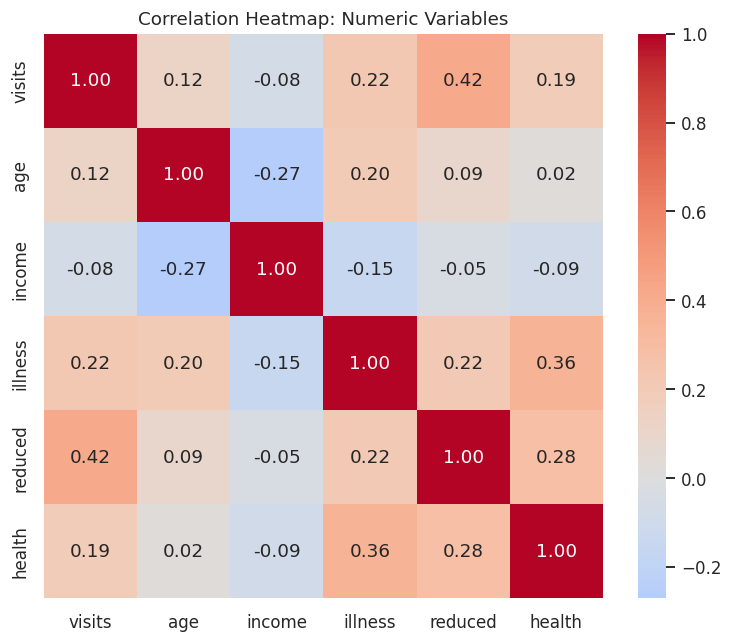 Correlation Heatmap: Numeric Variables
visits 1.00 0.12 -0.08 0.22 0.42 0.19
age 0.12 1.00 -0.27 0.20 0.09 0.02
income -0.08 -0.27 1.00 -0.15 -0.05 -0.09
illness 0.22 0.20 -0.15 1.00 0.22 0.36
reduced 0.42 0.09 -0.05 0.22 1.00 0.28
health 0.19 0.02 -0.09 0.36 0.28 1.00
visits age income illness reduced health
1.0
0.8
0.6
0.4
0.2
0.0
−0.2